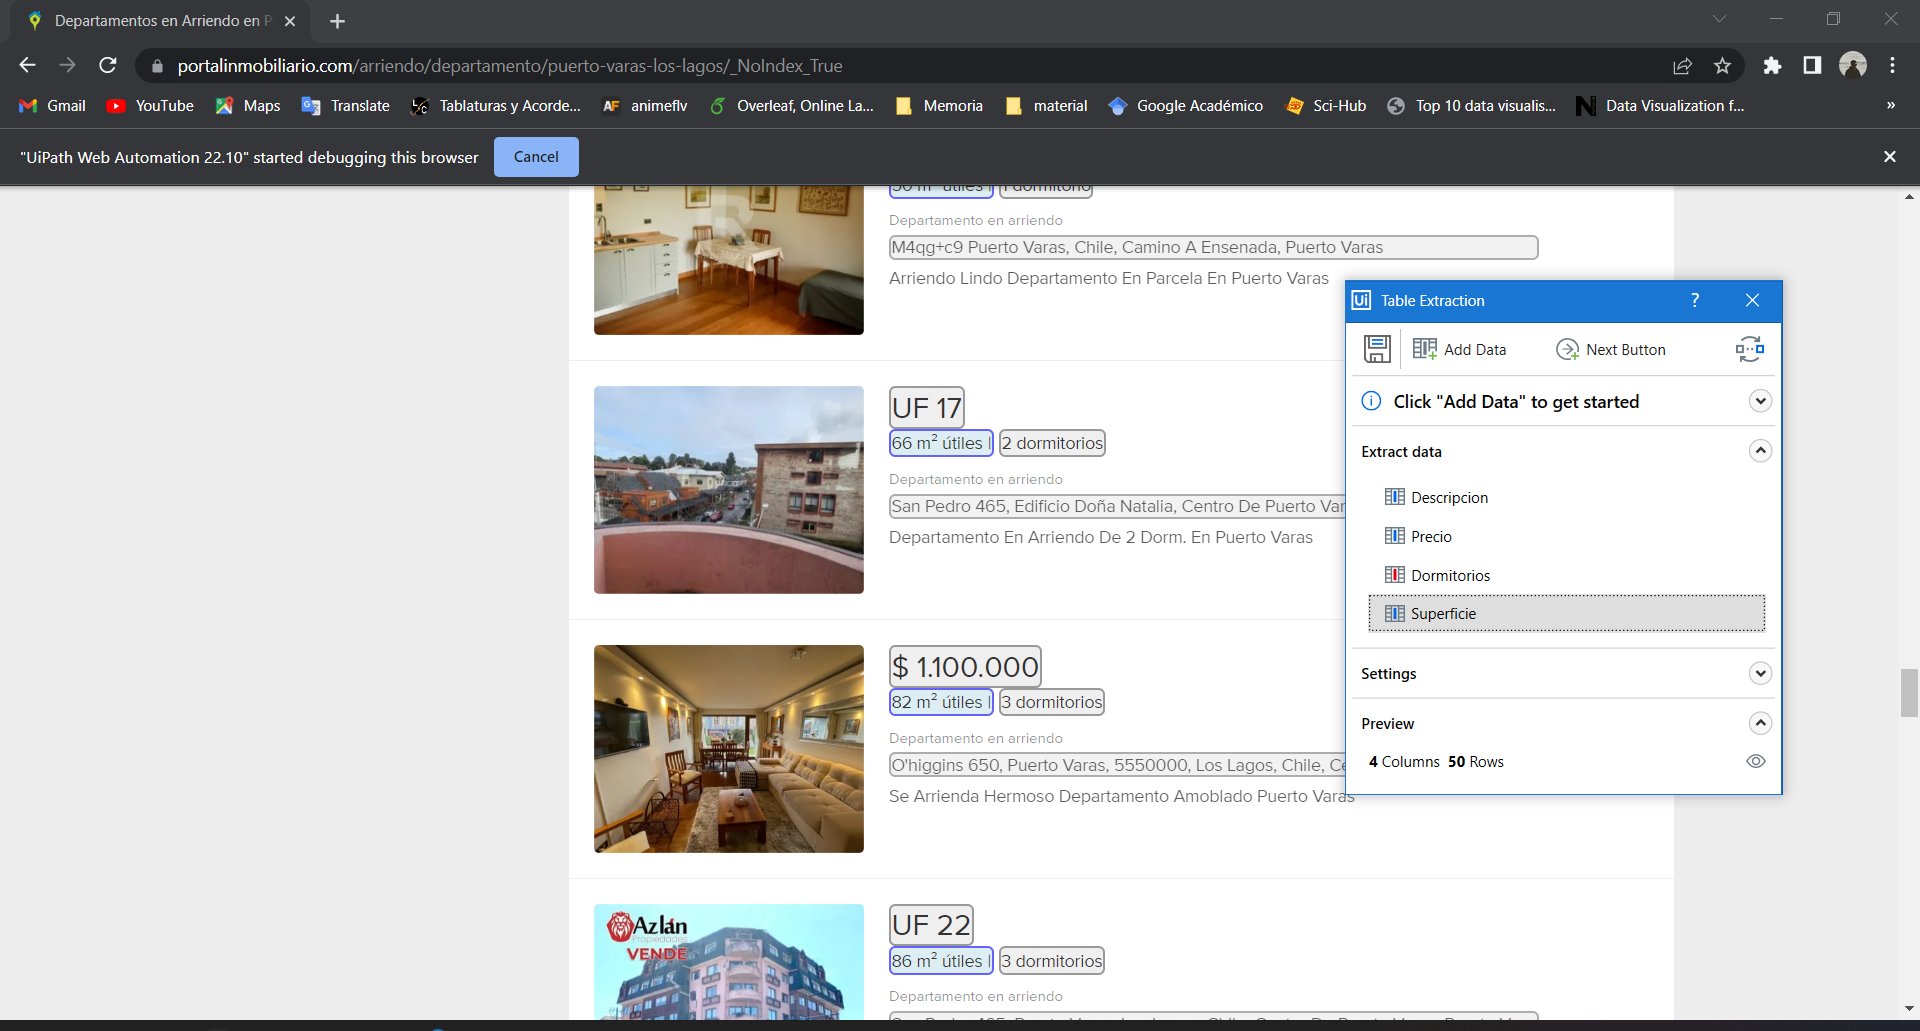 Departamentos en Arriendo en P
portalinmobiliario.com/arriendo/departamento/puerto-varas-los-lagos/_NoIndex_True
Gmail
YouTube
Maps
Translate
Tablaturas y Acorde...
animeflv
Overleaf, Online La...
Memoria
material
Google Académico
Sci-Hub
Top 10 data visualis...
Data Visualization f...
»
"UiPath Web Automation 22.10" started debugging this browser
Cancel
50 m² útiles |
1 dormitorio
Departamento en arriendo
M4qg+c9 Puerto Varas, Chile, Camino A Ensenada, Puerto Varas
Arriendo Lindo Departamento En Parcela En Puerto Varas
UF 17
66 m² útiles |
2 dormitorios
Departamento en arriendo
San Pedro 465, Edificio Doña Natalia, Centro De Puerto Var
Departamento En Arriendo De 2 Dorm. En Puerto Varas
$ 1.100.000
82 m² útiles |
3 dormitorios
Departamento en arriendo
O'higgins 650, Puerto Varas, 5550000, Los Lagos, Chile, Ce
Se Arrienda Hermoso Departamento Amoblado Puerto Varas
Azlán
Propiedades
VENDE
UF 22
86 m² útiles |
3 dormitorios
Departamento en arriendo
Ui Table Extraction
?
Add Data
Next Button
Click "Add Data" to get started
Extract data
Descripcion
Precio
Dormitorios
Superficie
Settings
Preview
4 Columns 50 Rows